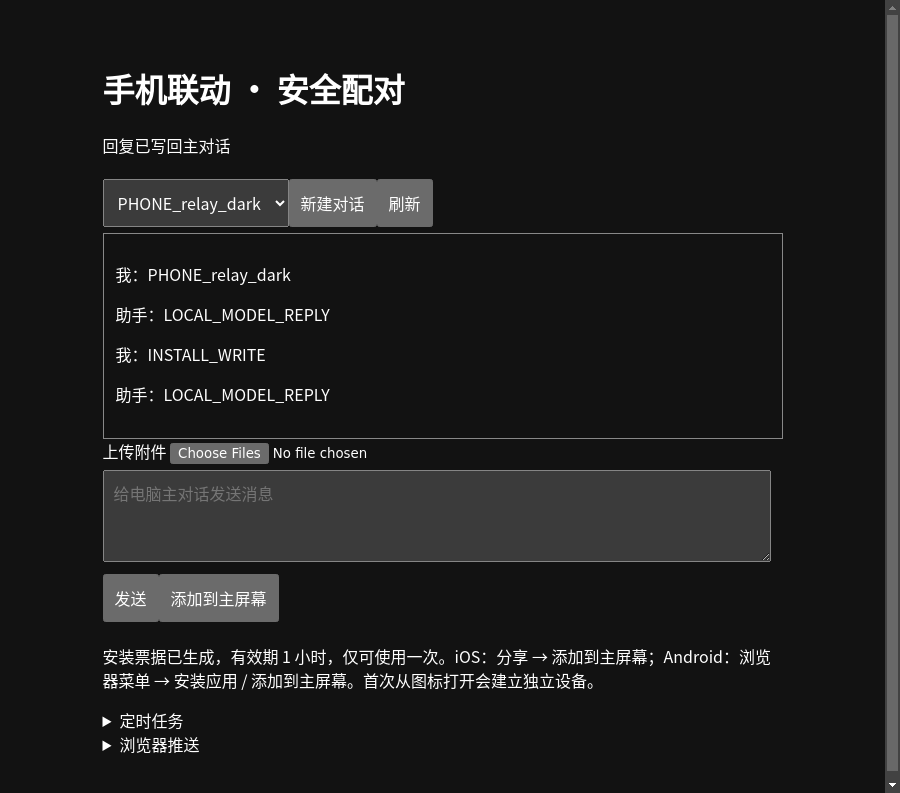 手机联动 · 安全配对
回复已写回主对话
PHONE_relay_dark 新建对话 刷新
我：PHONE_relay_dark
助手：LOCAL_MODEL_REPLY
我：INSTALL_WRITE
助手：LOCAL_MODEL_REPLY
上传附件 Choose Files No file chosen
给电脑主对话发送消息
发送 添加到主屏幕
安装票据已生成，有效期 1 小时，仅可使用一次。iOS：分享 → 添加到主屏幕；Android：浏览
器菜单 → 安装应用 / 添加到主屏幕。首次从图标打开会建立独立设备。
定时任务
浏览器推送